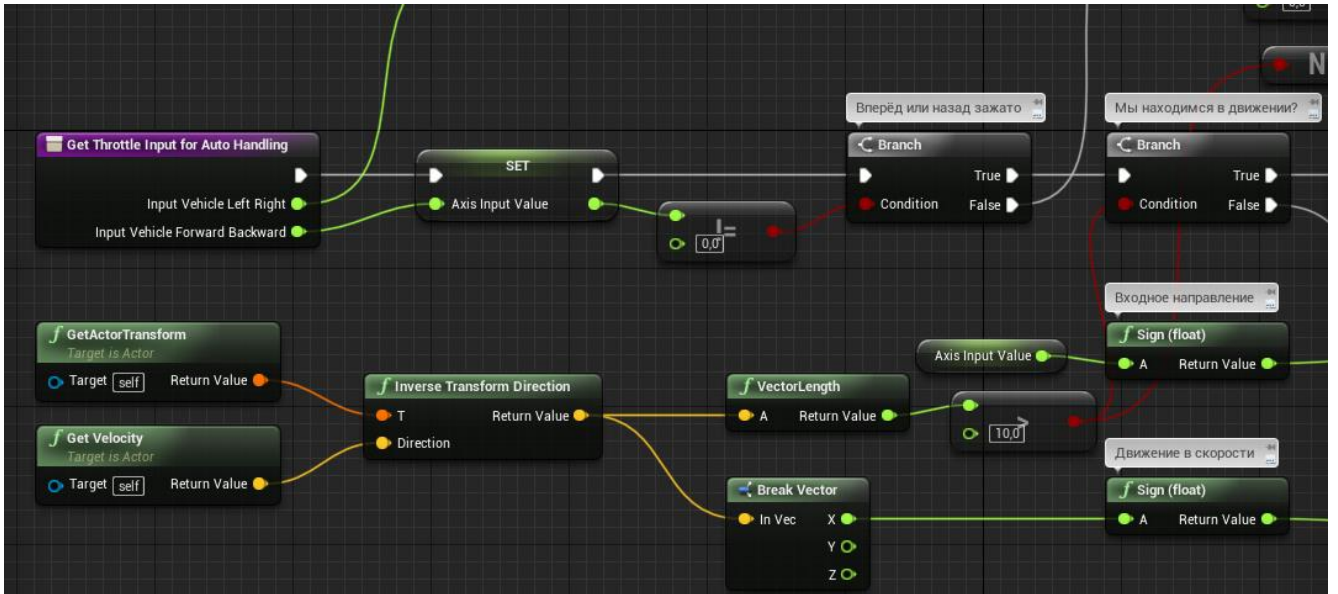 0,0
N
Вперёд или назад зажато
Мы находимся в движении?
Get Throttle Input for Auto Handling
Input Vehicle Left Right
Input Vehicle Forward Backward
SET
Axis Input Value
!=
0,0
Branch
True
Condition
False
Branch
True
Condition
False
Входное направление
GetActorTransform
Target is Actor
Target
self
Return Value
Get Velocity
Target is Actor
Target
self
Return Value
Inverse Transform Direction
T
Return Value
Direction
VectorLength
A
Return Value
Axis Input Value
>
10,0
Sign (float)
A
Return Value
Движение в скорости
Break Vector
In Vec
X
Y
Z
Sign (float)
A
Return Value